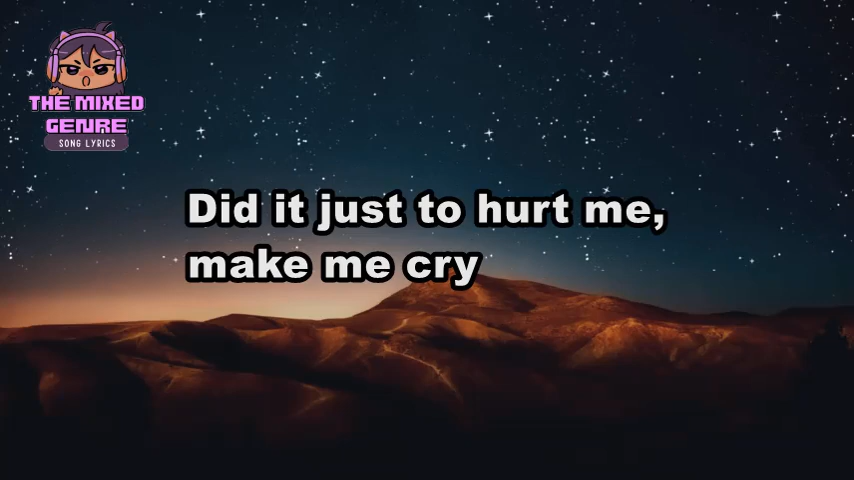 THE MIXED
GENRE
SONG LYRICS
Did it just to hurt me,
make me cry